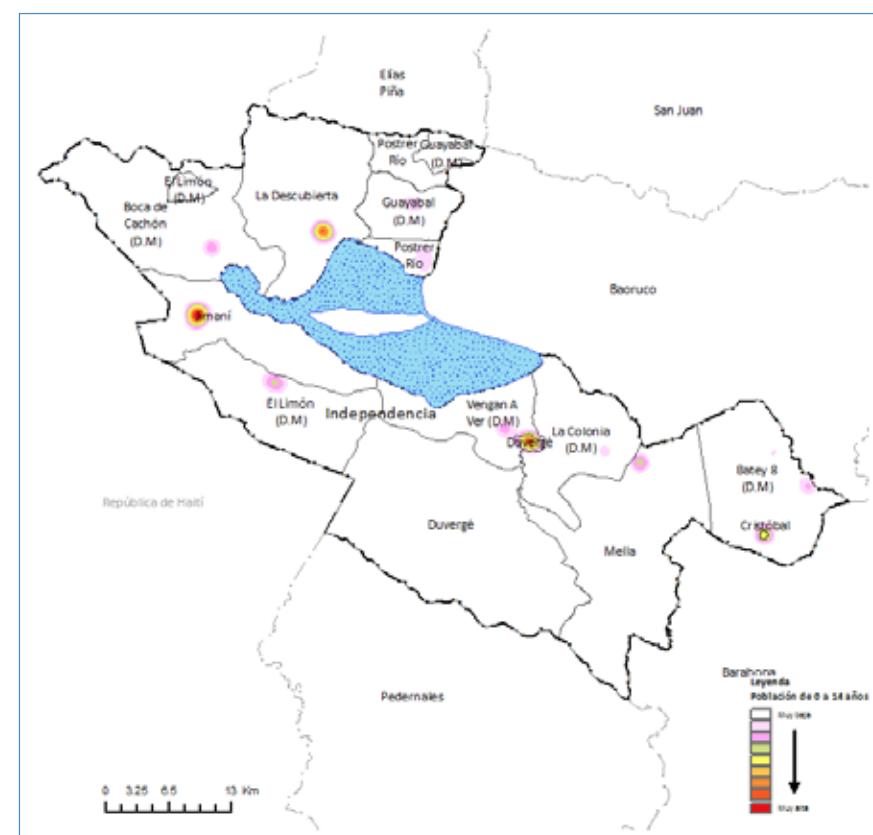 Elías
Piña
San Juan
Postrer
Río
Guayabal
(D.M)
El Limón
(D.M)
La Descubierta
Boca de
Cachón
(D.M)
Guayabal
(D.M)
Postrer
Río
Baoruco
Jimaní
El Limón
(D.M)
Independencia
Vengan A
Ver (D.M)
Duvergé
La Colonia
(D.M)
Batey 8
(D.M)
República de Haití
Duvergé
Cristóbal
Mella
Pedernales
Barahona
Leyenda
Población de 6 a 14 años
Muy baja
Muy alta
0 3.25 6.5 13 Km